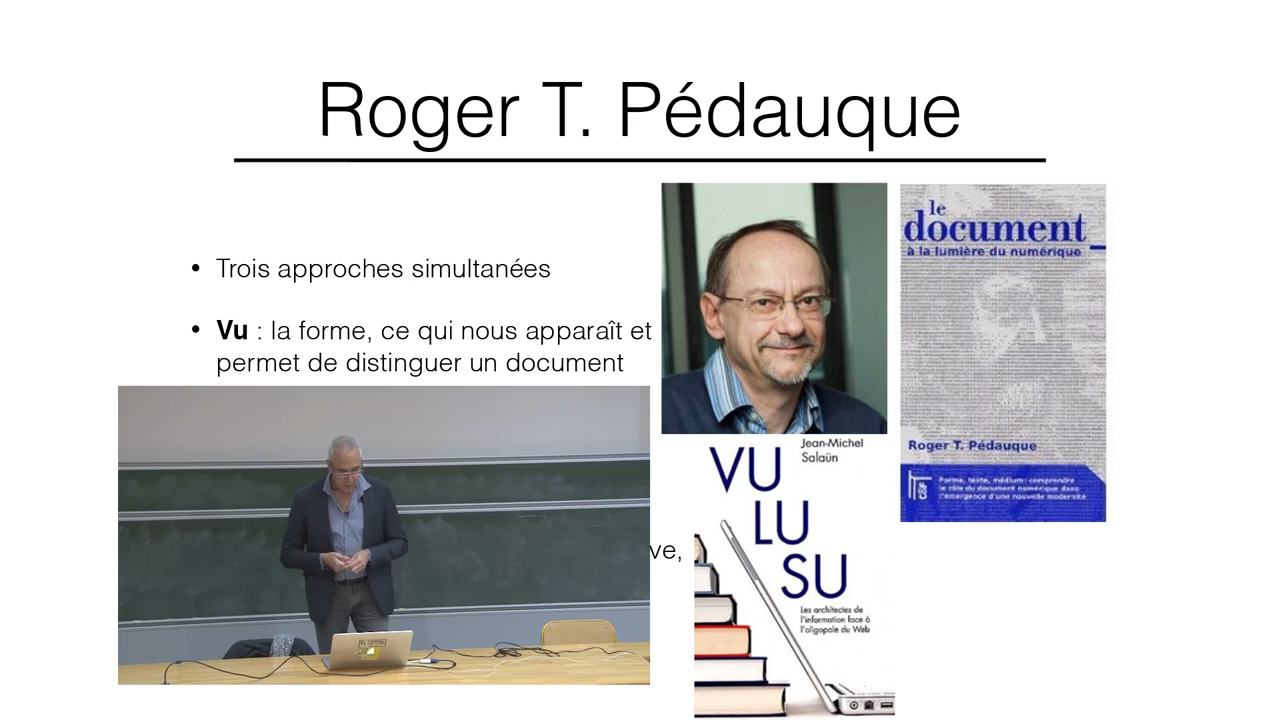 Roger T. Pédauque
• Trois approches simultanées
• Vu : la forme, ce qui nous apparaît et
permet de distinguer un document
ve,
le
document
à la lumière du numérique
Roger T. Pédauque
Forme, texte, médium : comprendre
le rôle du document numérique dans
l'émergence d'une nouvelle modernité
Jean-Michel
Salaün
VU
LU
SU
Les architectes de
l'information face à
l'oligopole du Web